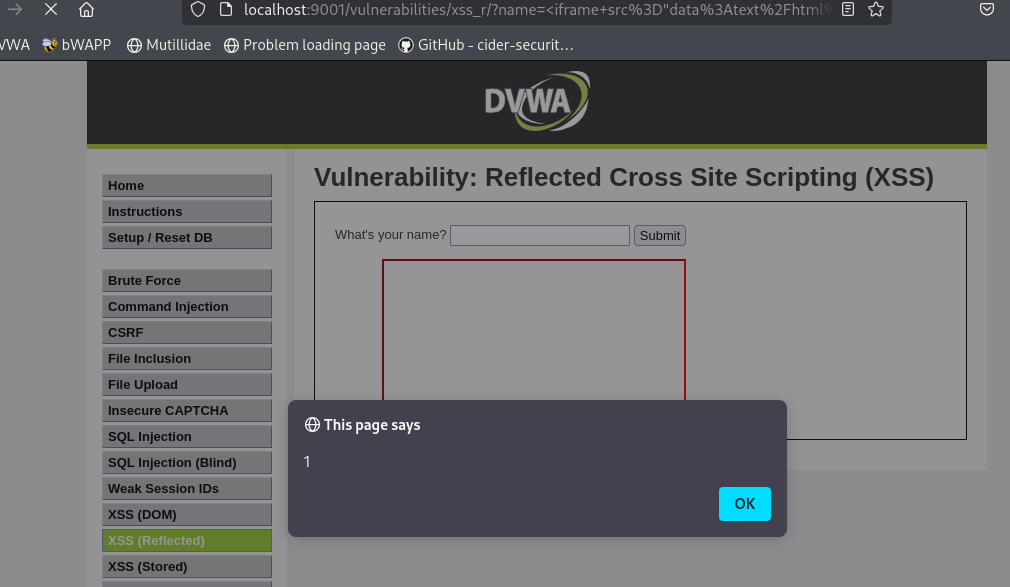 localhost:9001/vulnerabilities/xss_r/?name=<iframe+src%3D"data%3Atext%2Fhtml%
VWA bWAPP Mutillidae Problem loading page GitHub - cider-securit…
DVWA
Vulnerability: Reflected Cross Site Scripting (XSS)
What's your name? Submit
Home
Instructions
Setup / Reset DB
Brute Force
Command Injection
CSRF
File Inclusion
File Upload
Insecure CAPTCHA
SQL Injection
SQL Injection (Blind)
Weak Session IDs
XSS (DOM)
XSS (Reflected)
XSS (Stored)
This page says
1
OK